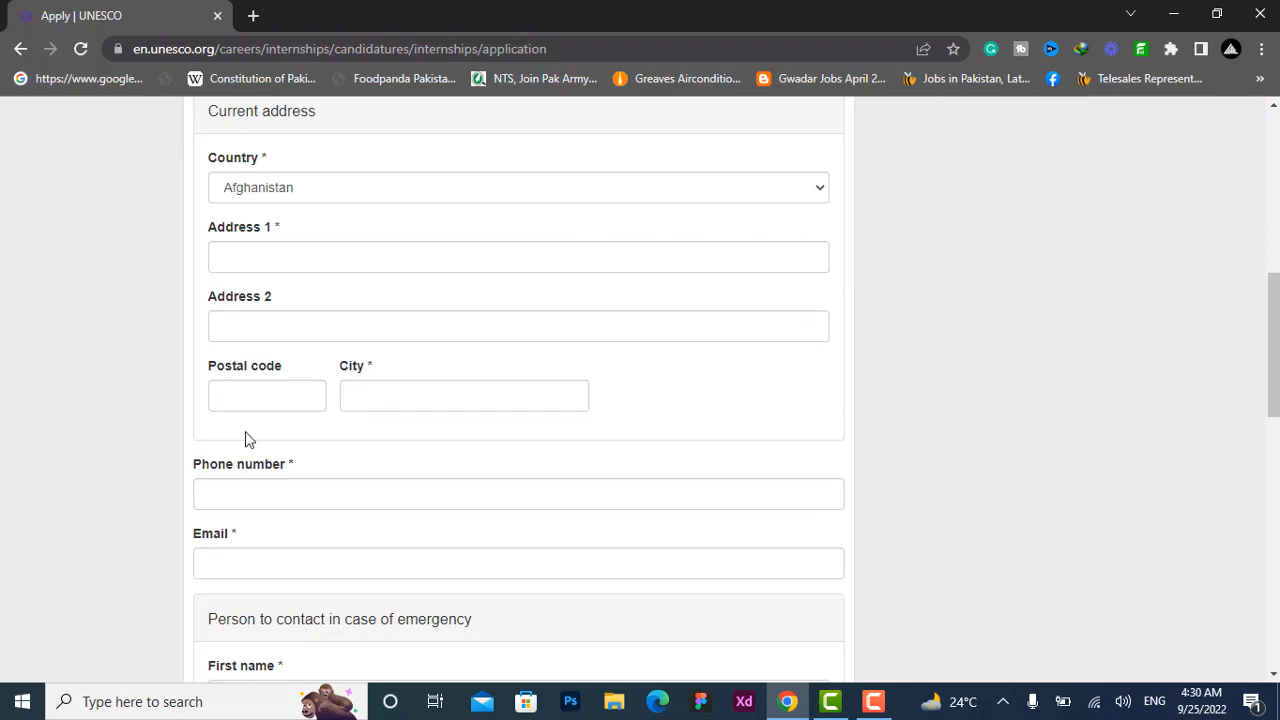 Apply | UNESCO
en.unesco.org/careers/internships/candidatures/internships/application
https://www.google...
Constitution of Paki...
Foodpanda Pakista...
NTS, Join Pak Army,...
Greaves Airconditio...
Gwadar Jobs April 2...
Jobs in Pakistan, Lat...
Telesales Represent...
Current address
Country *
Afghanistan
Address 1 *
Address 2
Postal code City *
Phone number *
Email *
Person to contact in case of emergency
First name *
Type here to search
Ps
Xd
24°C
ENG
4:30 AM
9/25/2022
1